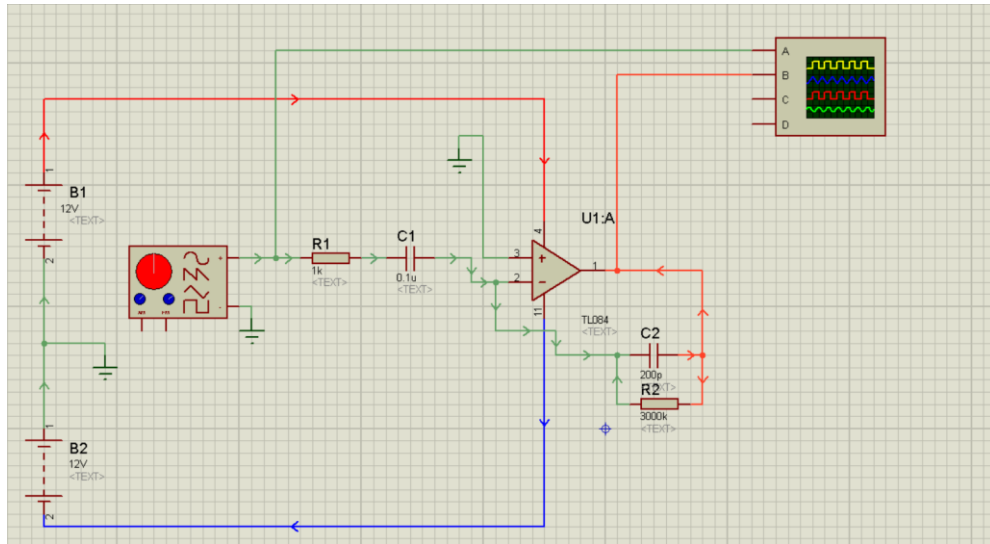 A
B
C
D
1
B1
12V
<TEXT>
2
R1
1k
<TEXT>
C1
0.1u
<TEXT>
+
-
U1:A
4
3
2
1
11
TL084
<TEXT>
C2
200p
<TEXT>
R2
3000k
<TEXT>
1
B2
12V
<TEXT>
2